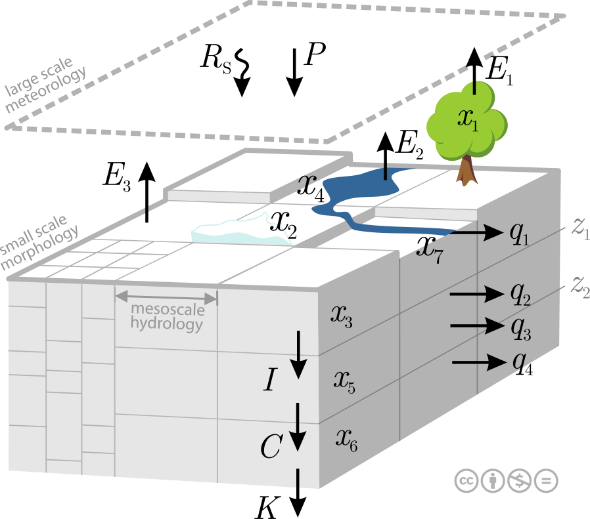 large scale
meteorology
R_S
P
E_1
x_1
E_2
E_3
x_4
x_2
small scale
morphology
x_7
q_1
z_1
mesoscale
hydrology
q_2
z_2
x_3
q_3
I
x_5
q_4
C
x_6
K
cc
$
=